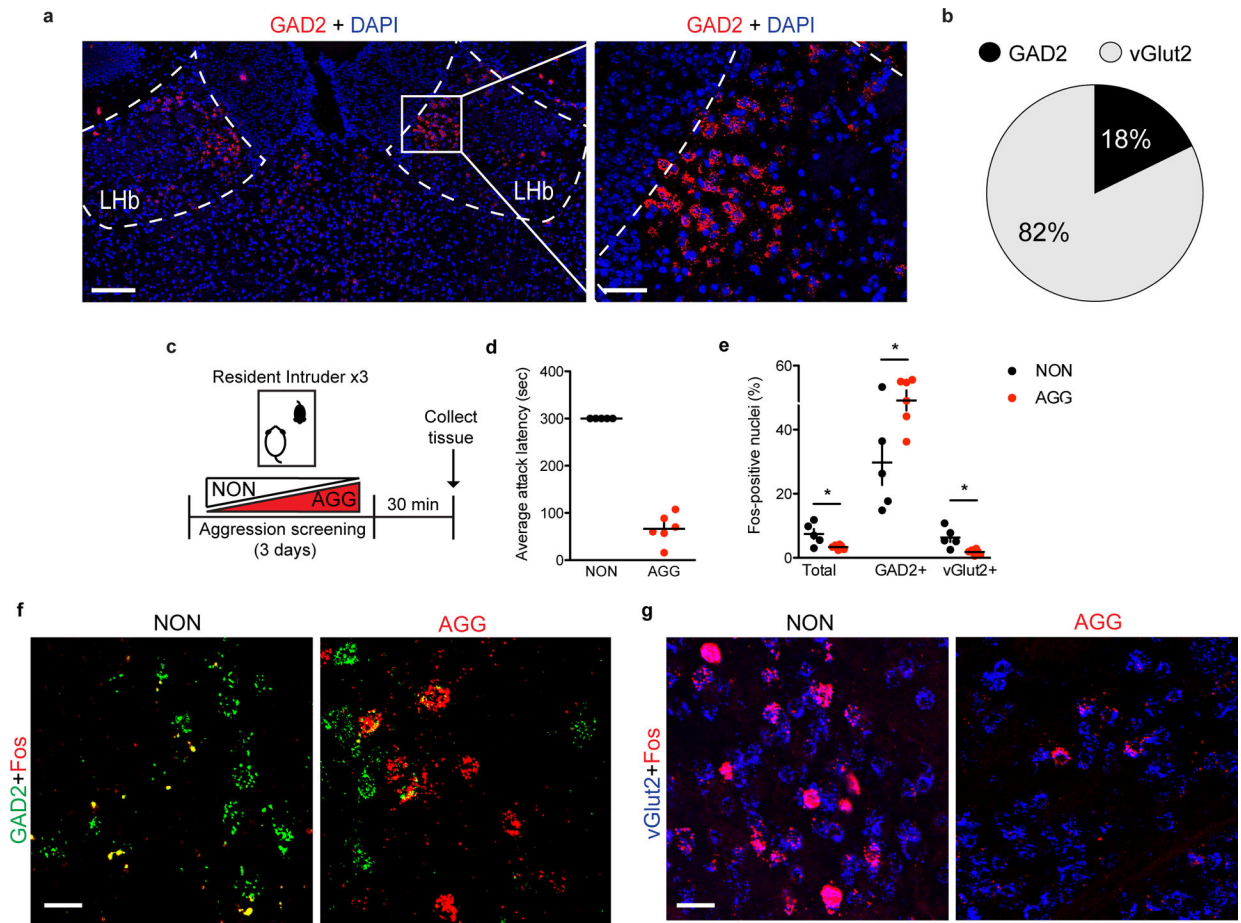 a
GAD2 + DAPI
GAD2 + DAPI
LHb
LHb
b
GAD2
vGlut2
18%
82%
c
Resident Intruder x3
Collect
tissue
NON
AGG
30 min
Aggression screening
(3 days)
d
Average attack latency (sec)
400
300
200
100
0
NON
AGG
e
Fos-positive nuclei (%)
60
40
20
0
*
*
*
Total
GAD2+
vGlut2+
NON
AGG
f
NON
AGG
GAD2+Fos
g
NON
AGG
vGlut2+Fos